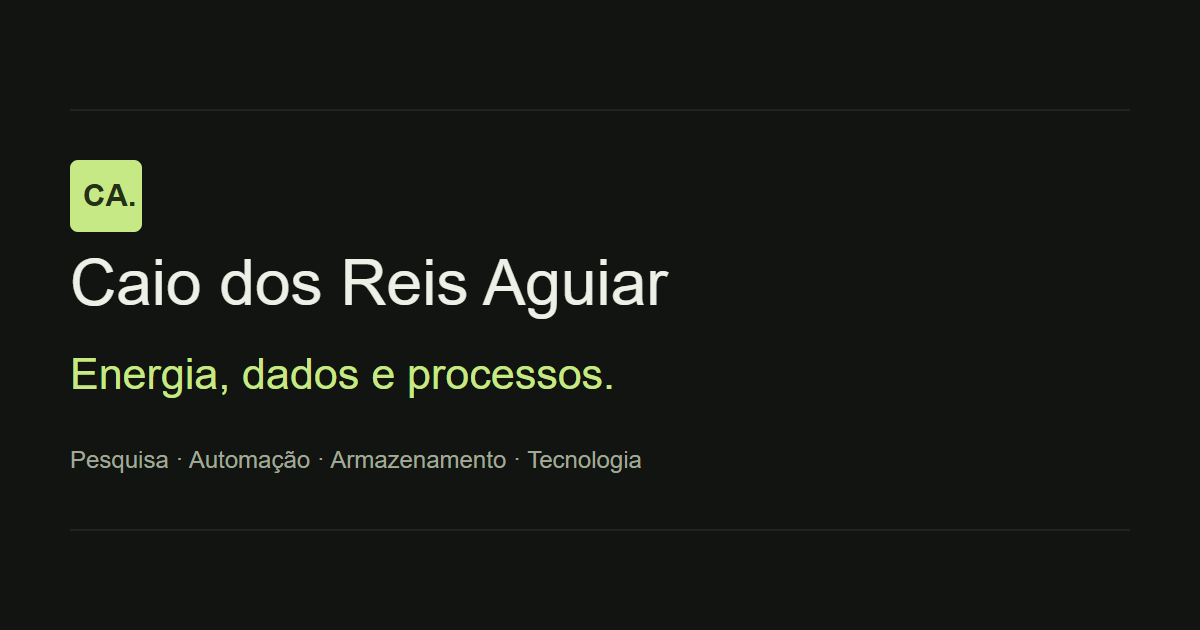 CA.
Caio dos Reis Aguiar
Energia, dados e processos.
Pesquisa · Automação · Armazenamento · Tecnologia